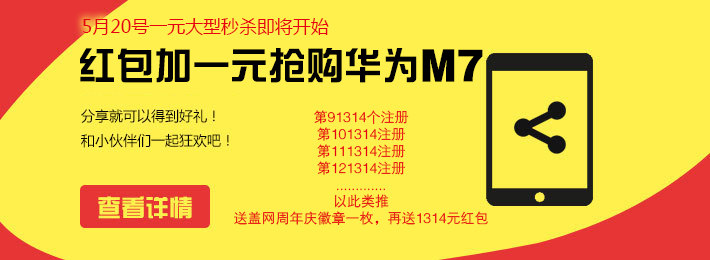 5月20号一元大型秒杀即将开始
红包加一元抢购华为M7
分享就可以得到好礼！
和小伙伴们一起狂欢吧！
查看详情
第91314个注册
第101314注册
第111314注册
第121314注册
.............
以此类推
送盖网周年庆徽章一枚，再送1314元红包